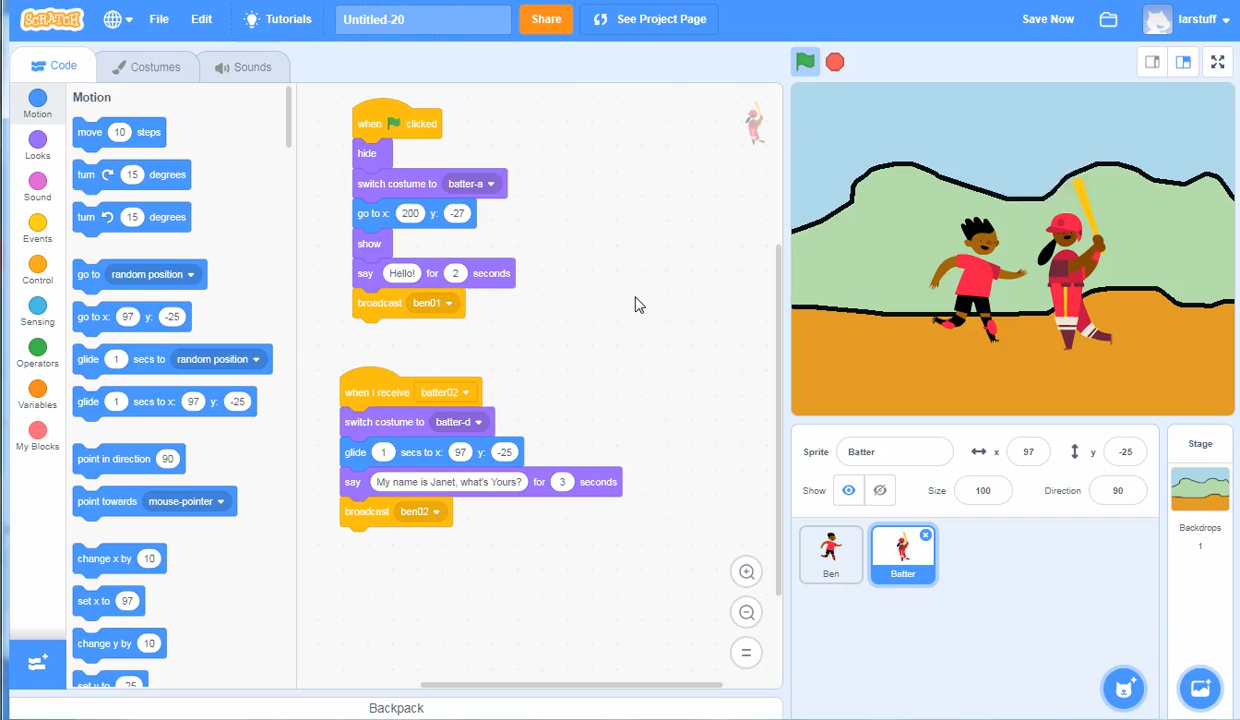 SCRATCH File Edit Tutorials Untitled-20 Share See Project Page Save Now larstuff
Code Costumes Sounds
Motion
Looks
Sound
Events
Control
Sensing
Operators
Variables
My Blocks
Motion
move 10 steps
turn 15 degrees
turn 15 degrees
go to random position
go to x: 97 y: -25
glide 1 secs to random position
glide 1 secs to x: 97 y: -25
point in direction 90
point towards mouse-pointer
change x by 10
set x to 97
change y by 10
set y to -25
when clicked
hide
switch costume to batter-a
go to x: 200 y: -27
show
say Hello! for 2 seconds
broadcast ben01
when I receive batter02
switch costume to batter-d
glide 1 secs to x: 97 y: -25
say My name is Janet, what's Yours? for 3 seconds
broadcast ben02
Backpack
Sprite Batter x 97 y -25
Show Size 100 Direction 90
Ben
Batter
Stage
Backdrops
1